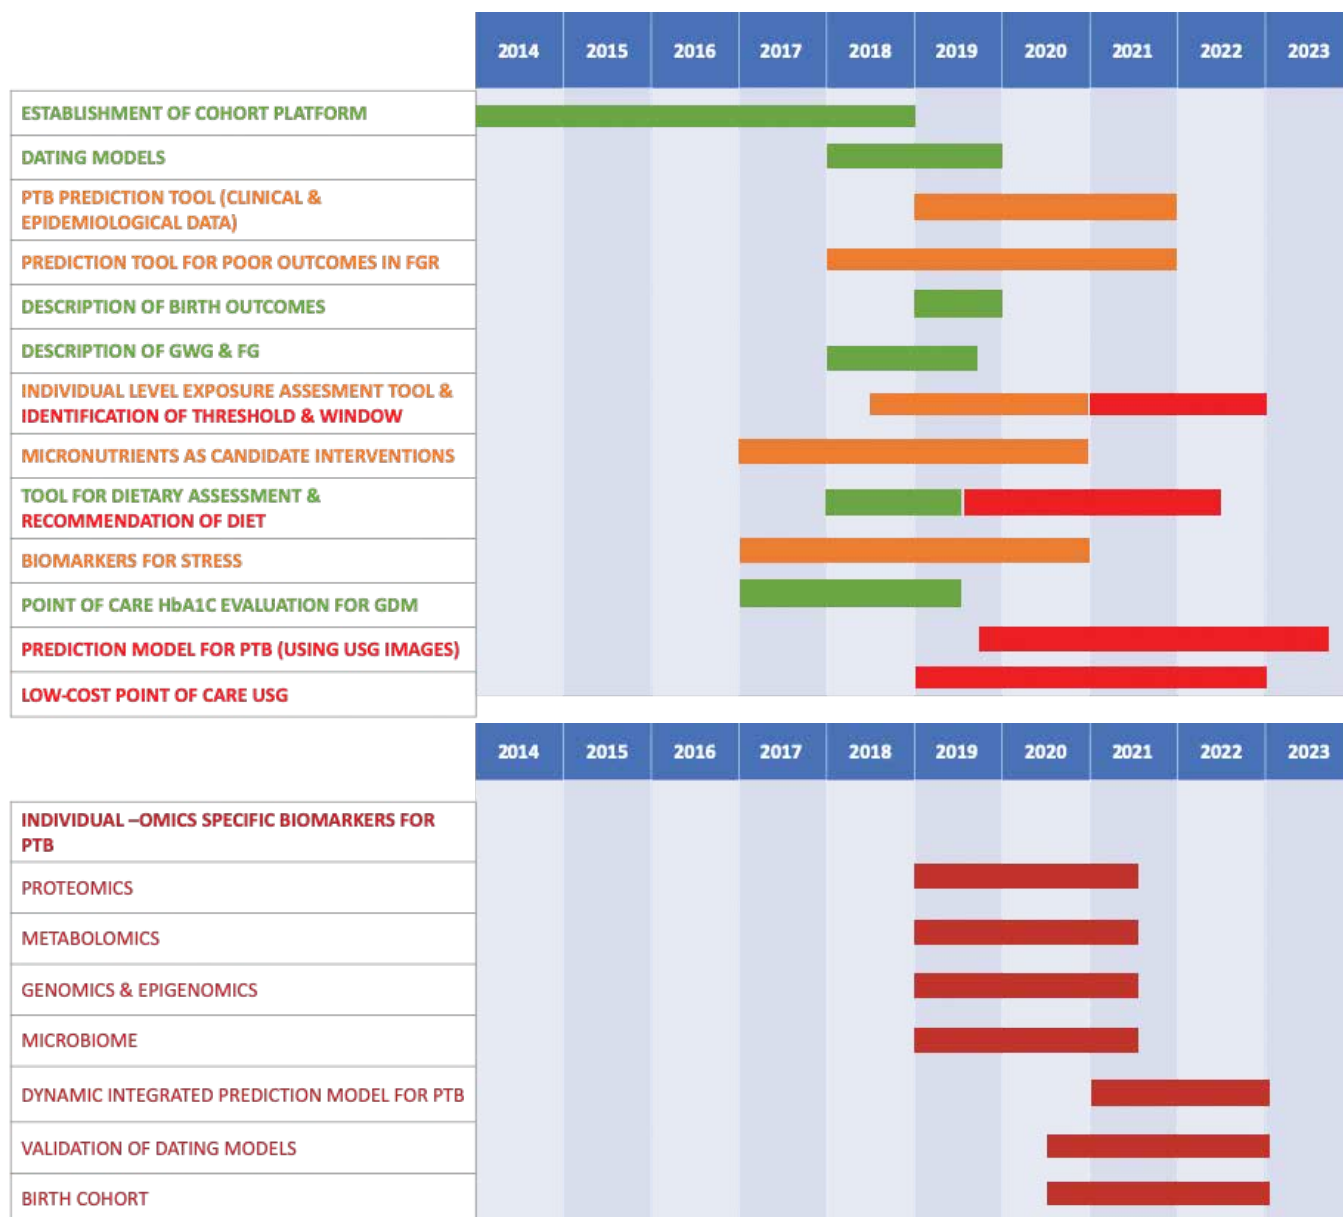 2014 2015 2016 2017 2018 2019 2020 2021 2022 2023
ESTABLISHMENT OF COHORT PLATFORM
DATING MODELS
PTB PREDICTION TOOL (CLINICAL &
EPIDEMIOLOGICAL DATA)
PREDICTION TOOL FOR POOR OUTCOMES IN FGR
DESCRIPTION OF BIRTH OUTCOMES
DESCRIPTION OF GWG & FG
INDIVIDUAL LEVEL EXPOSURE ASSESMENT TOOL &
IDENTIFICATION OF THRESHOLD & WINDOW
MICRONUTRIENTS AS CANDIDATE INTERVENTIONS
TOOL FOR DIETARY ASSESSMENT &
RECOMMENDATION OF DIET
BIOMARKERS FOR STRESS
POINT OF CARE HbA1C EVALUATION FOR GDM
PREDICTION MODEL FOR PTB (USING USG IMAGES)
LOW-COST POINT OF CARE USG
2014 2015 2016 2017 2018 2019 2020 2021 2022 2023
INDIVIDUAL –OMICS SPECIFIC BIOMARKERS FOR
PTB
PROTEOMICS
METABOLOMICS
GENOMICS & EPIGENOMICS
MICROBIOME
DYNAMIC INTEGRATED PREDICTION MODEL FOR PTB
VALIDATION OF DATING MODELS
BIRTH COHORT